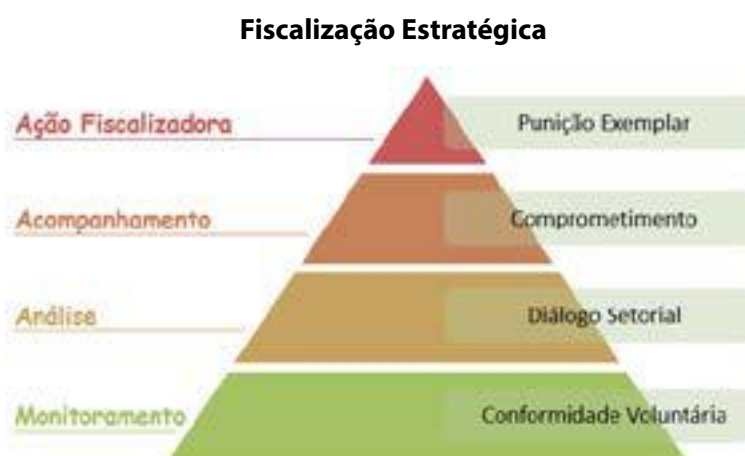 Fiscalização Estratégica
Ação Fiscalizadora
Punição Exemplar
Acompanhamento
Comprometimento
Análise
Diálogo Setorial
Monitoramento
Conformidade Voluntária